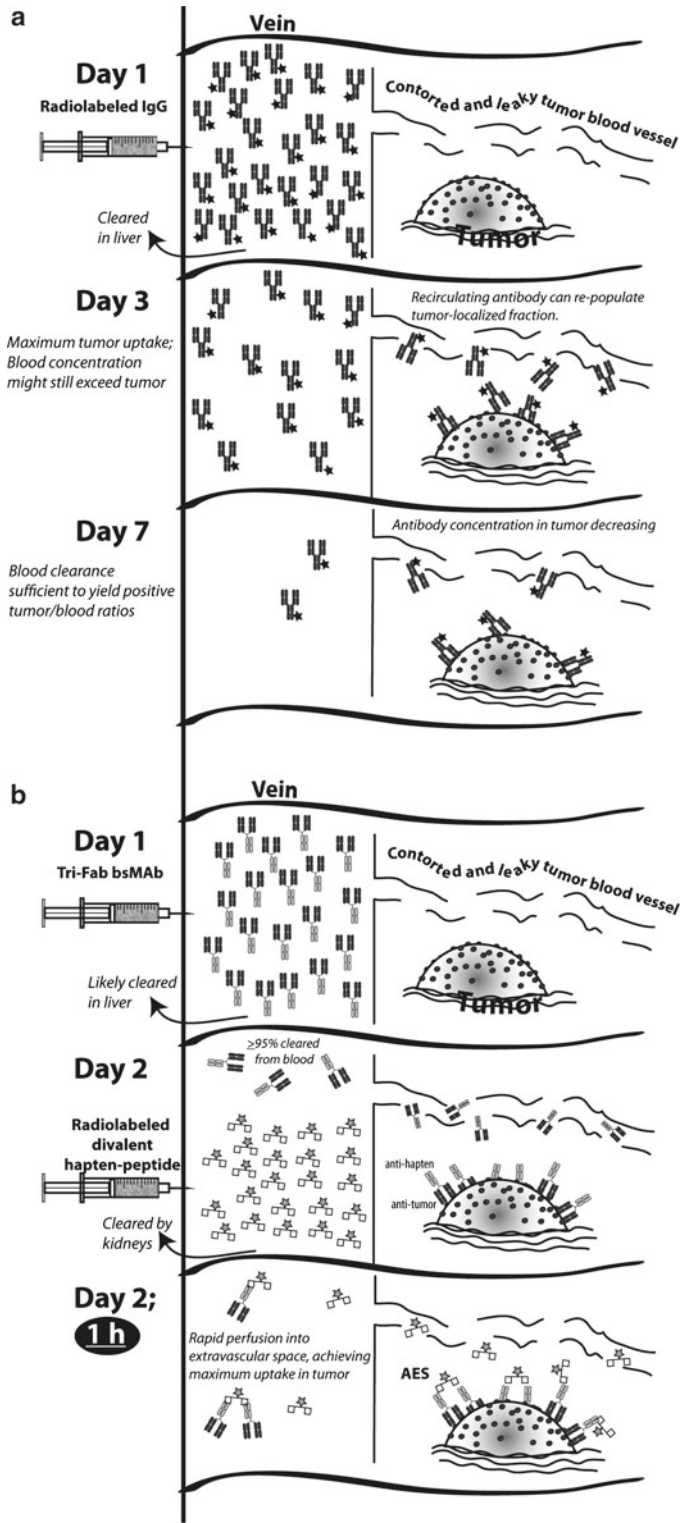 a
Vein
Day 1
Radiolabeled IgG
Contorted and leaky tumor blood vessel
Cleared
in liver
Tumor
Day 3
Maximum tumor uptake;
Blood concentration
might still exceed tumor
Recirculating antibody can re-populate
tumor-localized fraction.
Day 7
Blood clearance
sufficient to yield positive
tumor/blood ratios
Antibody concentration in tumor decreasing
b
Vein
Day 1
Tri-Fab bsMAb
Contorted and leaky tumor blood vessel
Likely cleared
in liver
Tumor
Day 2
≥95% cleared
from blood
Radiolabeled
divalent
hapten-peptide
Cleared by
kidneys
anti-hapten
anti-tumor
Day 2;
1 h
Rapid perfusion into
extravascular space, achieving
maximum uptake in tumor
AES